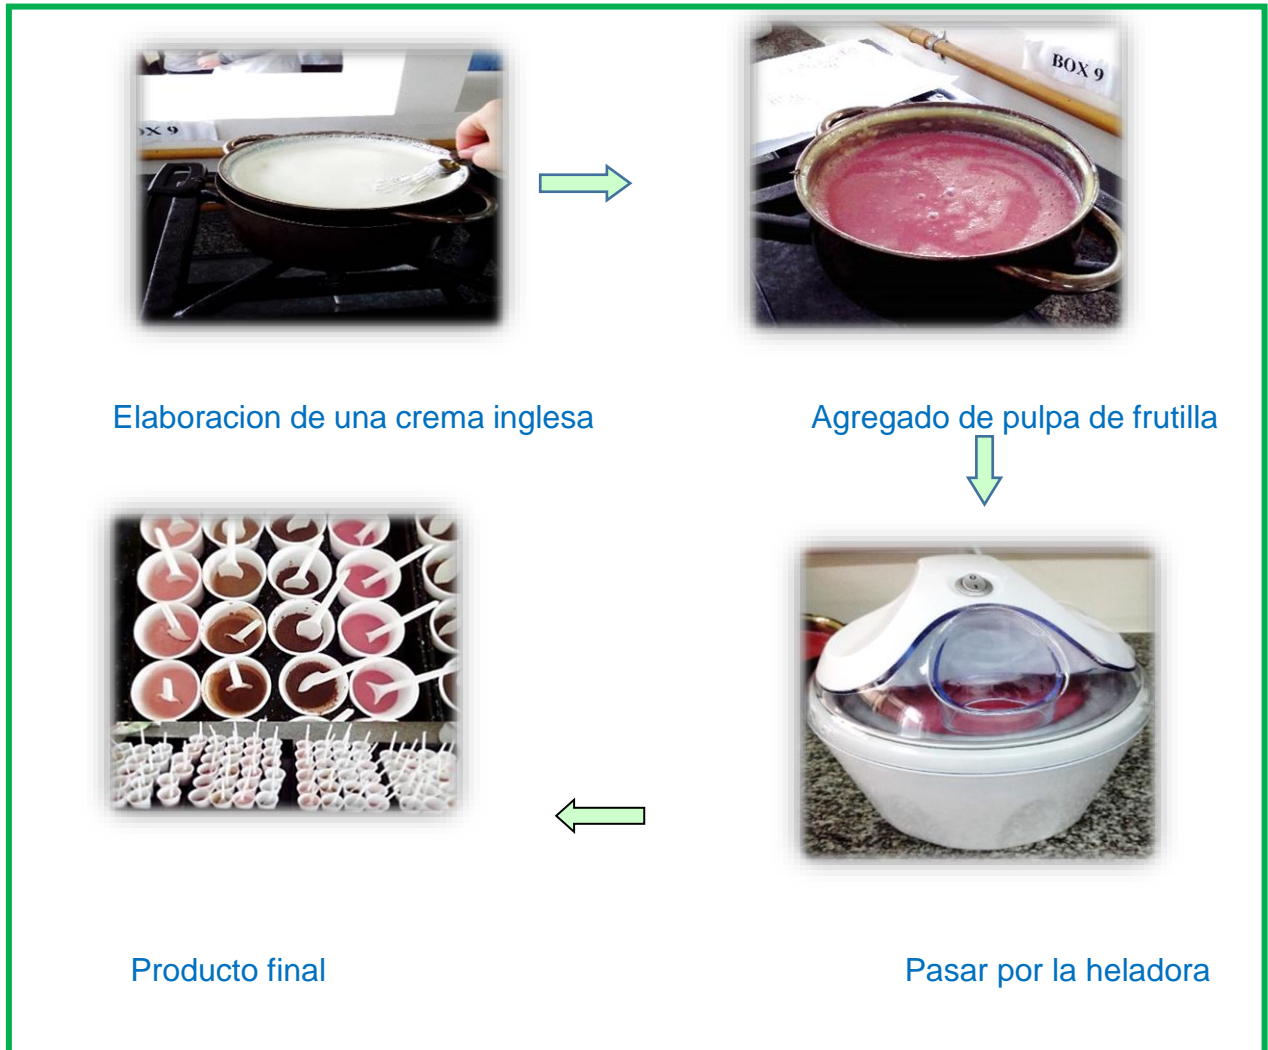 BOX 9
Elaboracion de una crema inglesa
Agregado de pulpa de frutilla
Producto final
Pasar por la heladora